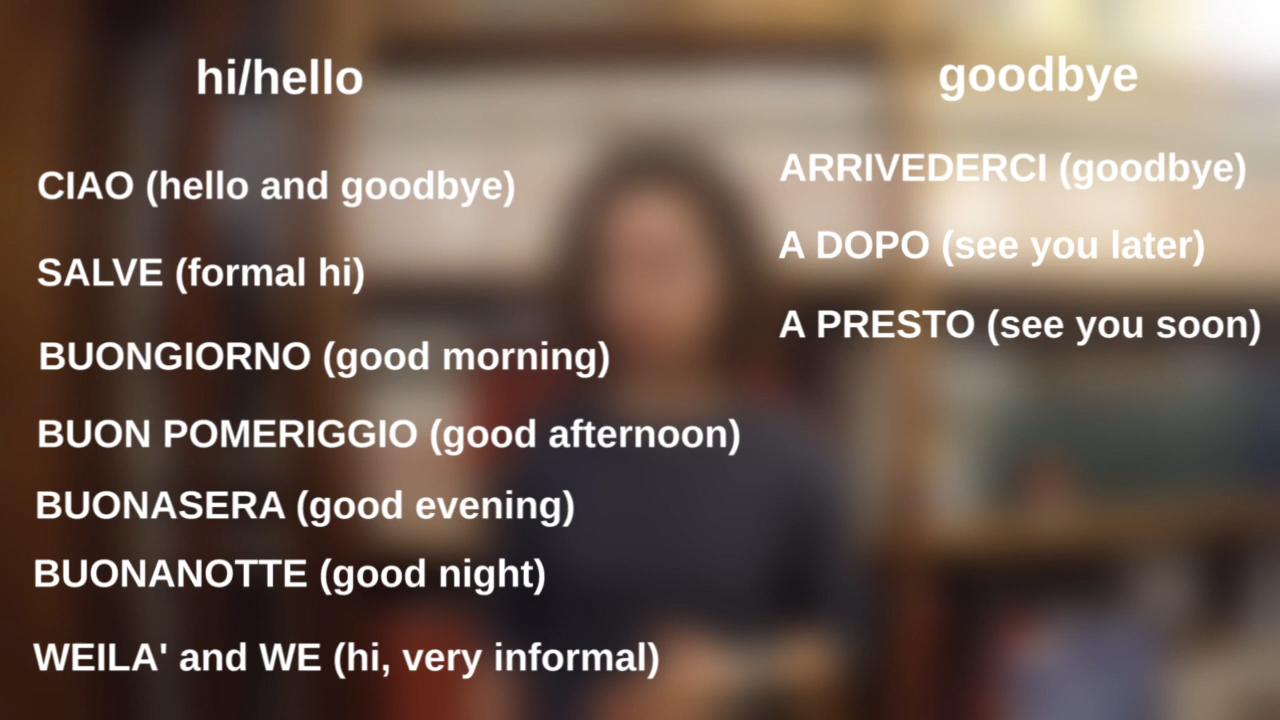 hi/hello
CIAO (hello and goodbye)
SALVE (formal hi)
BUONGIORNO (good morning)
BUON POMERIGGIO (good afternoon)
BUONASERA (good evening)
BUONANOTTE (good night)
WEILA' and WE (hi, very informal)
goodbye
ARRIVEDERCI (goodbye)
A DOPO (see you later)
A PRESTO (see you soon)